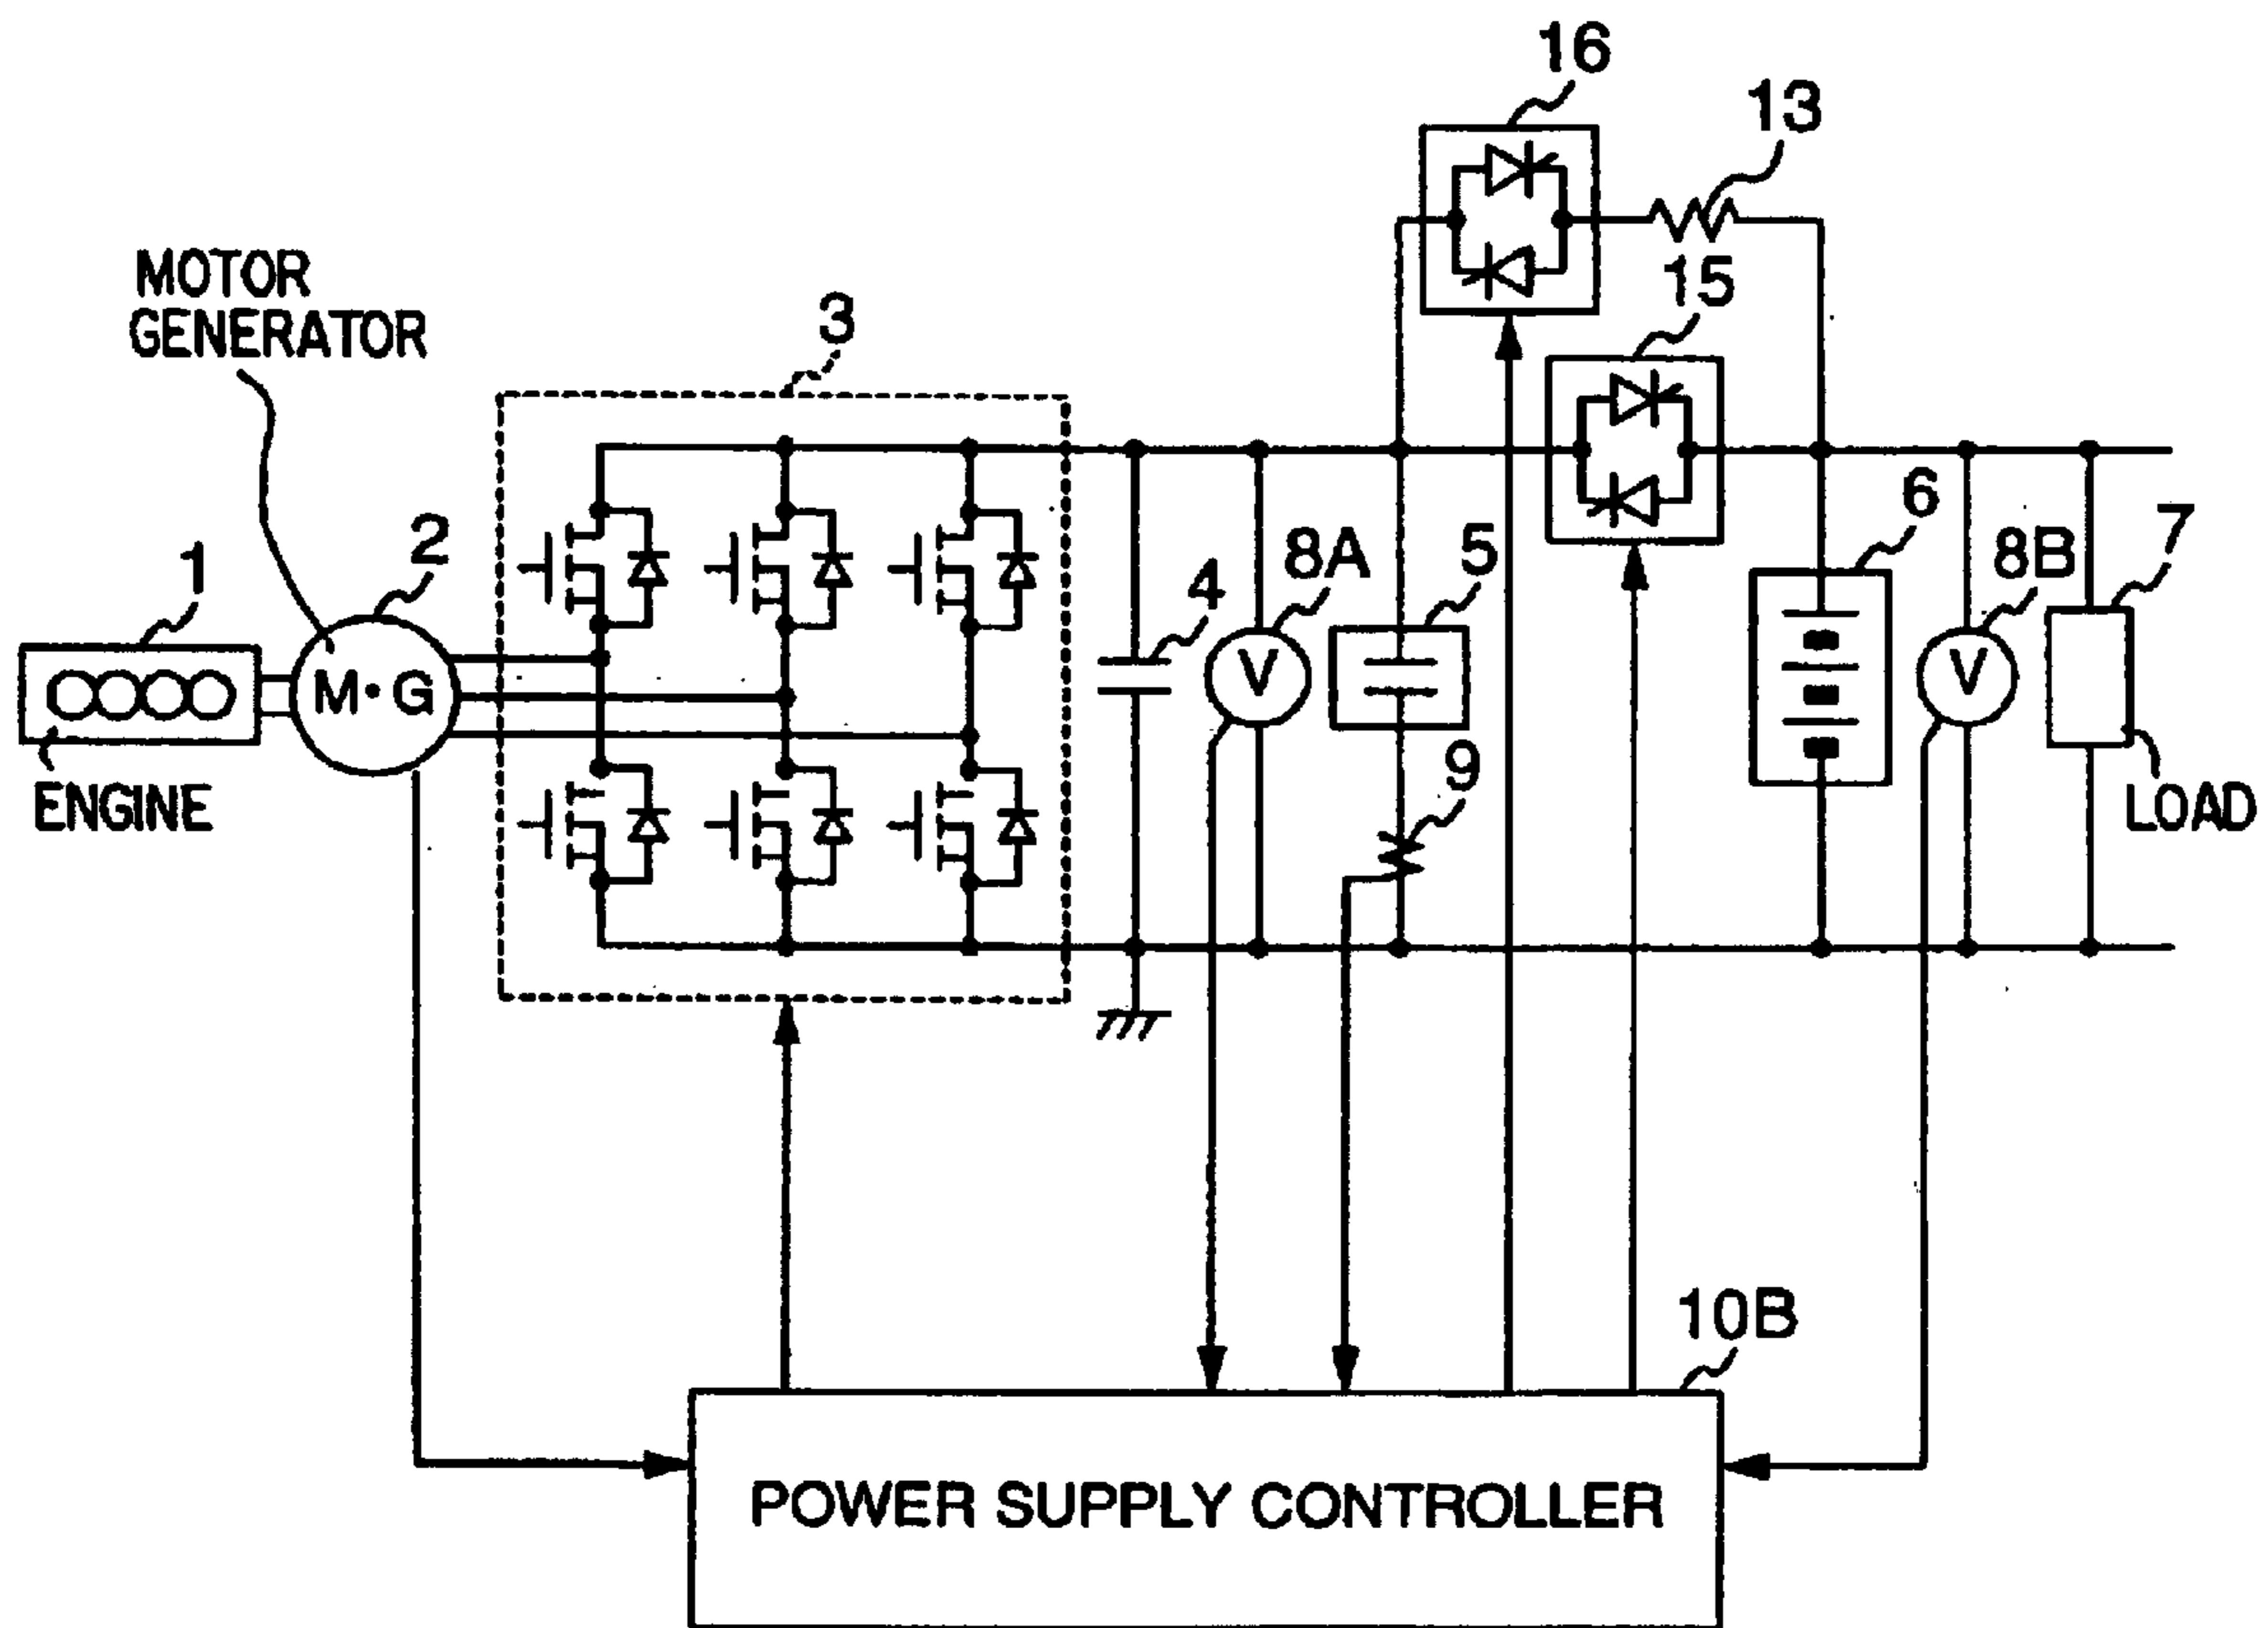 16
13
MOTOR
GENERATOR
3
15
2
1
4
8A
5
6
8B
7
V
V
M•G
9
ENGINE
LOAD
10B
POWER SUPPLY CONTROLLER